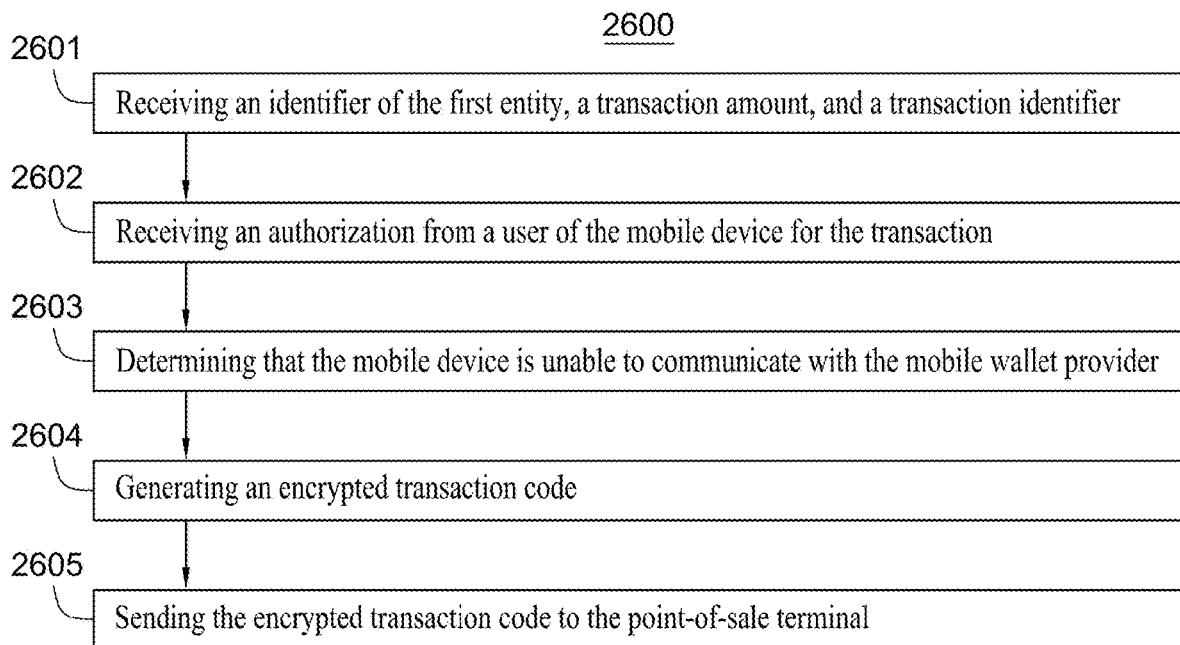 2600
2601
Receiving an identifier of the first entity, a transaction amount, and a transaction identifier
2602
Receiving an authorization from a user of the mobile device for the transaction
2603
Determining that the mobile device is unable to communicate with the mobile wallet provider
2604
Generating an encrypted transaction code
2605
Sending the encrypted transaction code to the point-of-sale terminal